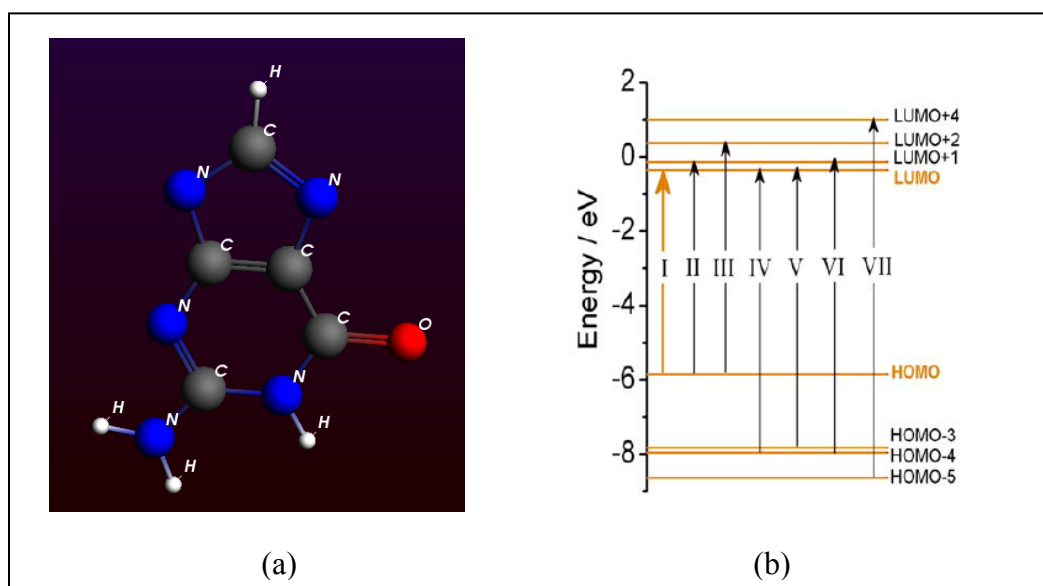 H
C
N
N
C
C
N
C
O
C
N
H
N
H
H
(a)
2
0
-2
-4
-6
-8
Energy / eV
LUMO+4
LUMO+2
LUMO+1
LUMO
I
II
III
IV
V
VI
VII
HOMO
HOMO-3
HOMO-4
HOMO-5
(b)